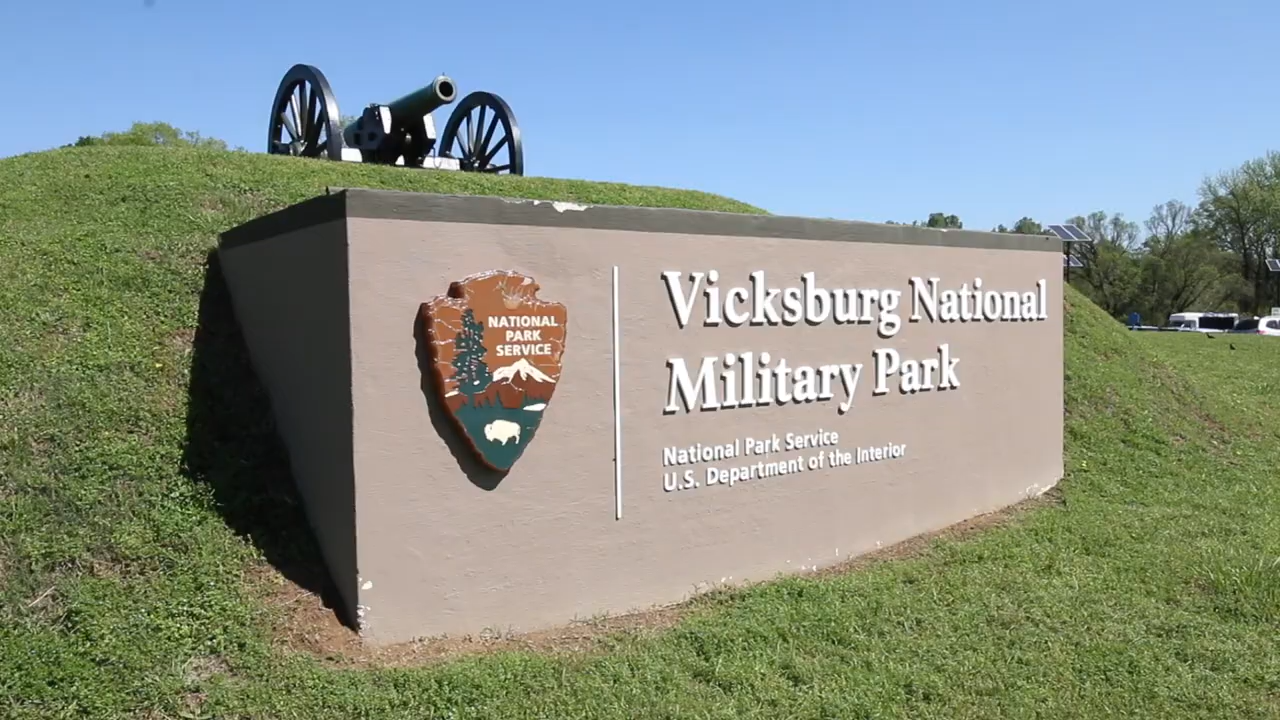 NATIONAL
PARK
SERVICE
Vicksburg National
Military Park
National Park Service
U.S. Department of the Interior